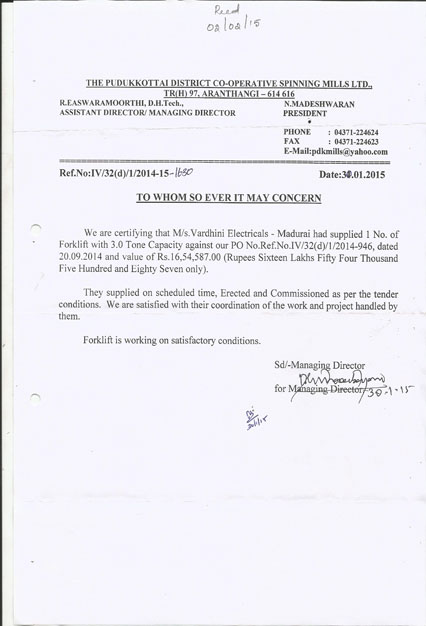 Recd
02/02/15
THE PUDUKKOTTAI DISTRICT CO-OPERATIVE SPINNING MILLS LTD.,
TR(H) 97, ARANTHANGI – 614 616
R.EASWARAMOORTHI, D.H.Tech., N.MADESHWARAN
ASSISTANT DIRECTOR/ MANAGING DIRECTOR PRESIDENT
PHONE : 04371-224624
FAX : 04371-224623
E-Mail:pdkmills@yahoo.com
Ref.No:IV/32(d)/1/2014-15-1630 Date:30.01.2015
TO WHOM SO EVER IT MAY CONCERN
We are certifying that M/s.Vardhini Electricals - Madurai had supplied 1 No. of
Forklift with 3.0 Tone Capacity against our PO No.Ref.No.IV/32(d)/1/2014-946, dated
20.09.2014 and value of Rs.16,54,587.00 (Rupees Sixteen Lakhs Fifty Four Thousand
Five Hundred and Eighty Seven only).
They supplied on scheduled time, Erected and Commissioned as per the tender
conditions. We are satisfied with their coordination of the work and project handled by
them.
Forklift is working on satisfactory conditions.
Sd/-Managing Director
for Managing Director 30-1-15